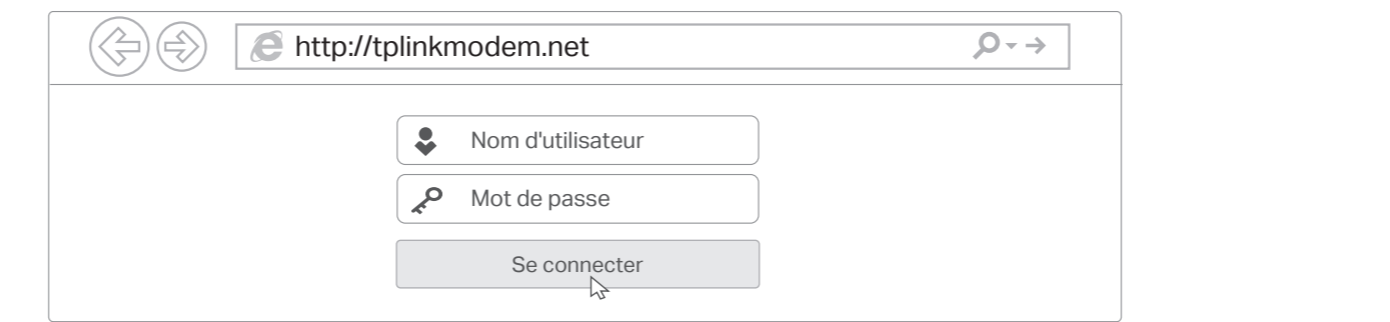 http://tplinkmodem.net
Nom d'utilisateur
Mot de passe
Se connecter